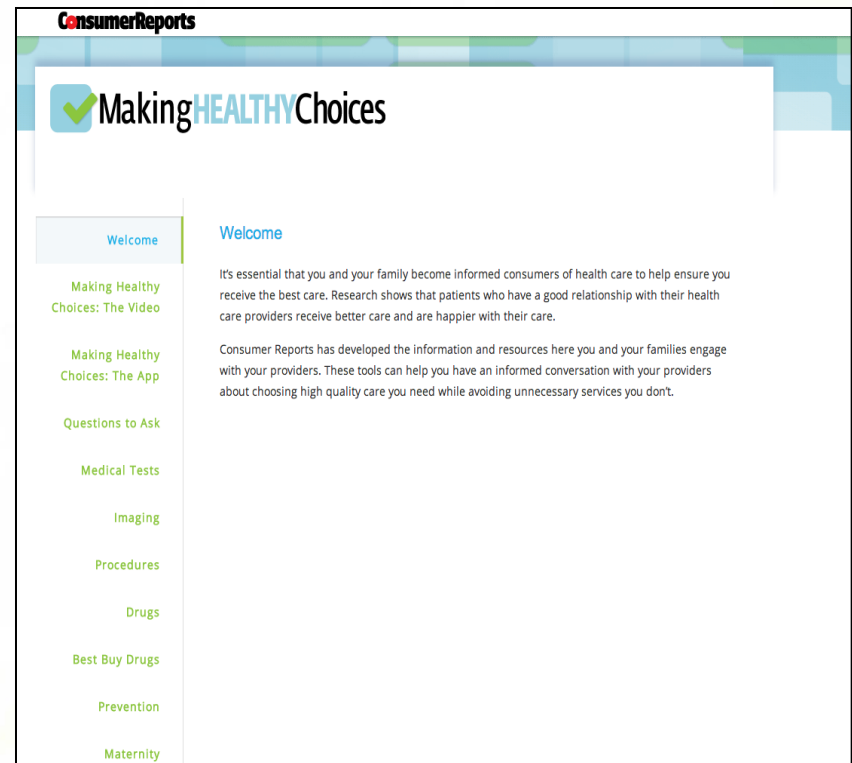 ConsumerReports
MakingHEALTHYChoices
Welcome
Making Healthy
Choices: The Video
Making Healthy
Choices: The App
Questions to Ask
Medical Tests
Imaging
Procedures
Drugs
Best Buy Drugs
Prevention
Maternity
Welcome
It's essential that you and your family become informed consumers of health care to help ensure you
receive the best care. Research shows that patients who have a good relationship with their health
care providers receive better care and are happier with their care.
Consumer Reports has developed the information and resources here you and your families engage
with your providers. These tools can help you have an informed conversation with your providers
about choosing high quality care you need while avoiding unnecessary services you don't.